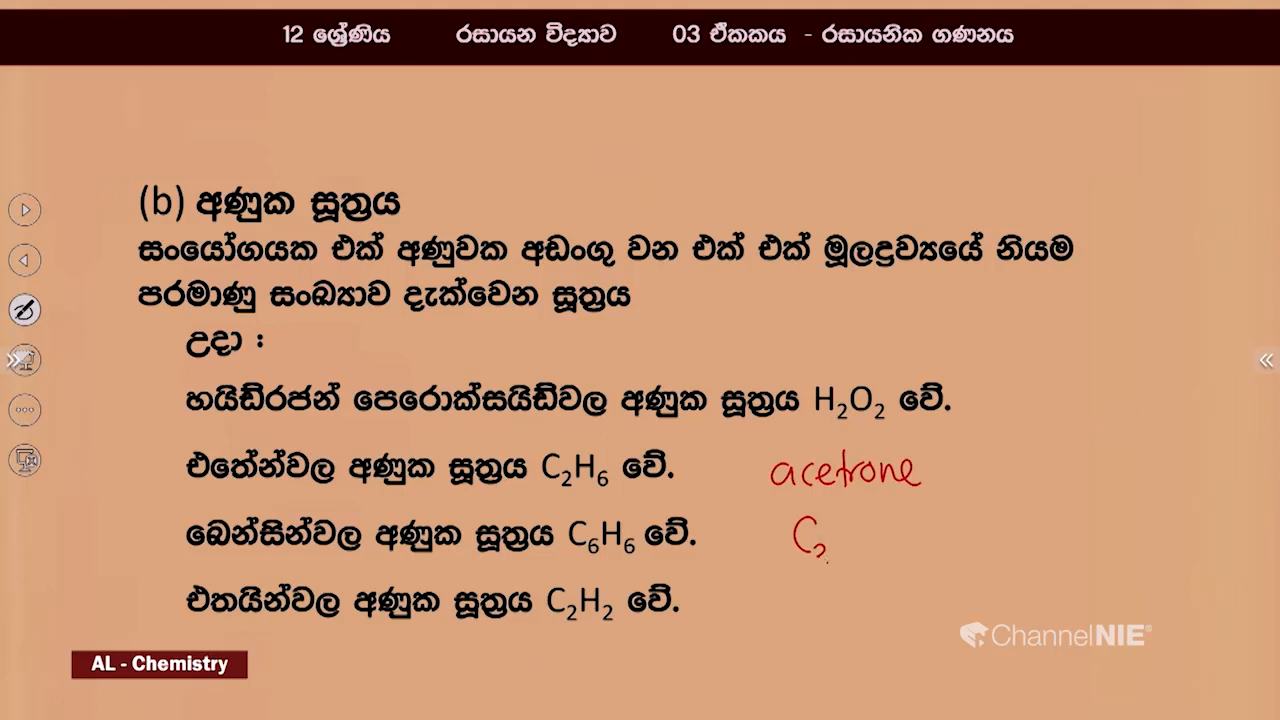 12 ශ්‍රේණිය රසායන විද්‍යාව 03 ඒකකය - රසායනික ගණනය
(b) අණුක සූත්‍රය
සංයෝගයක එක් අණුවක අඩංගු වන එක් එක් මූලද්‍රව්‍යයේ නියම
පරමාණු සංඛ්‍යාව දැක්වෙන සූත්‍රය
උදා :
හයිඩ්රජන් පෙරොක්සයිඩ්වල අණුක සූත්‍රය H₂O₂ වේ.
එතේන්වල අණුක සූත්‍රය C₂H₆ වේ.
acetrone
බෙන්සින්වල අණුක සූත්‍රය C₆H₆ වේ.
C₂
එතයින්වල අණුක සූත්‍රය C₂H₂ වේ.
ChannelNIE®
AL - Chemistry